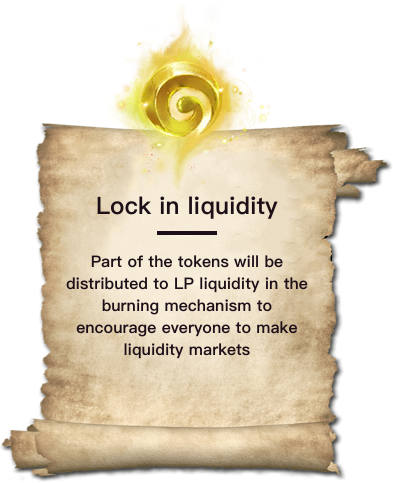 Lock in liquidity
Part of the tokens will be
distributed to LP liquidity in the
burning mechanism to
encourage everyone to make
liquidity markets